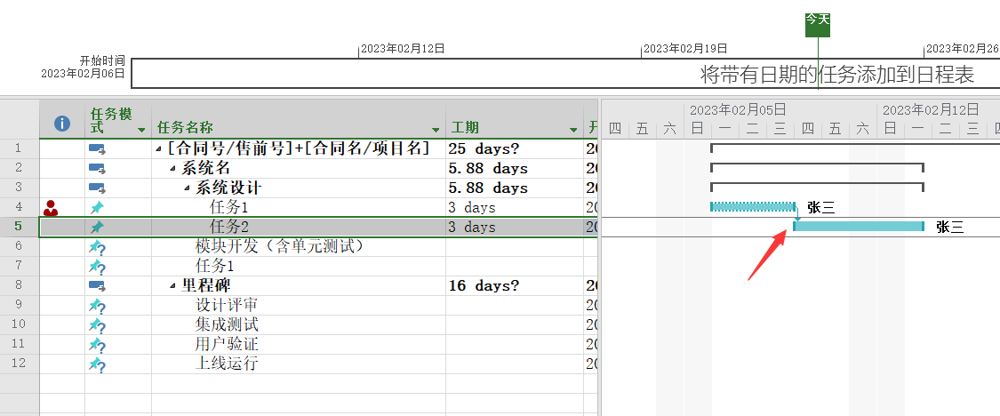 今天
2023年02月12日 2023年02月19日 2023年02月26
开始时间
2023年02月06日
将带有日期的任务添加到日程表
任务模式 任务名称 工期
2023年02月05日 2023年02月12日
四 五 六 日 一 二 三 四 五 六 日 一 二 三
1 [合同号/售前号]+[合同名/项目名] 25 days? 20
2 系统名 5.88 days 20
3 系统设计 5.88 days 20
4 任务1 3 days 20 张三
5 任务2 3 days 20 张三
6 模块开发（含单元测试）
7 任务1
8 里程碑 16 days? 20
9 设计评审 20
10 集成测试 20
11 用户验证 20
12 上线运行 20